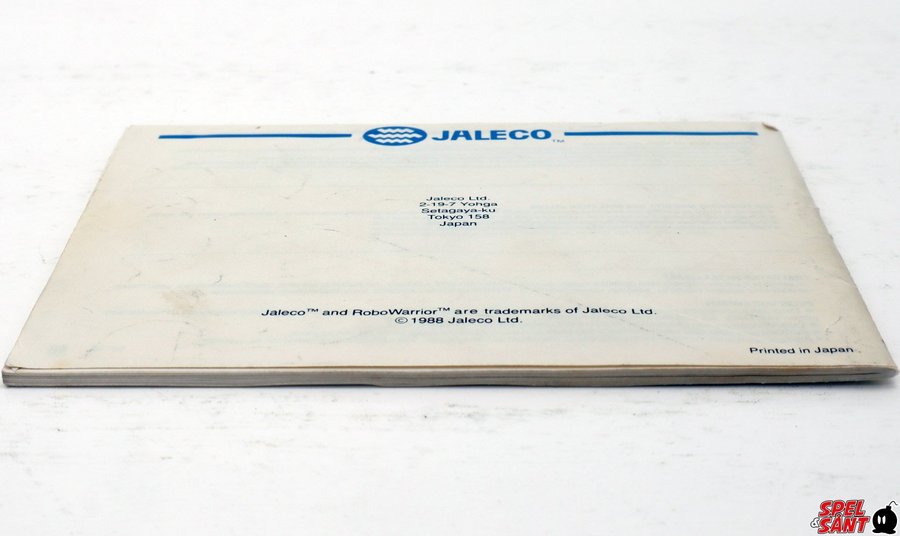 JALECO™
Jaleco Ltd.
2-19-7 Yohga
Setagaya-ku
Tokyo 158
Japan
Jaleco™ and RoboWarrior™ are trademarks of Jaleco Ltd.
© 1988 Jaleco Ltd.
Printed in Japan
SPEL
& SÅNT